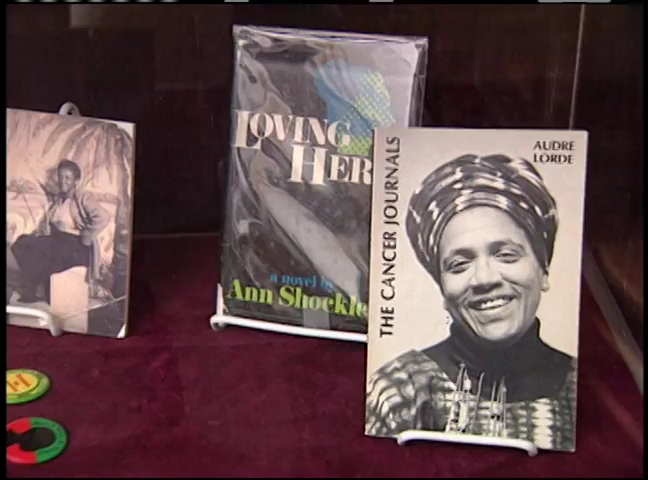 LOVING
HER
a novel by
Ann Shockle
THE CANCER JOURNALS
AUDRE
LORDE